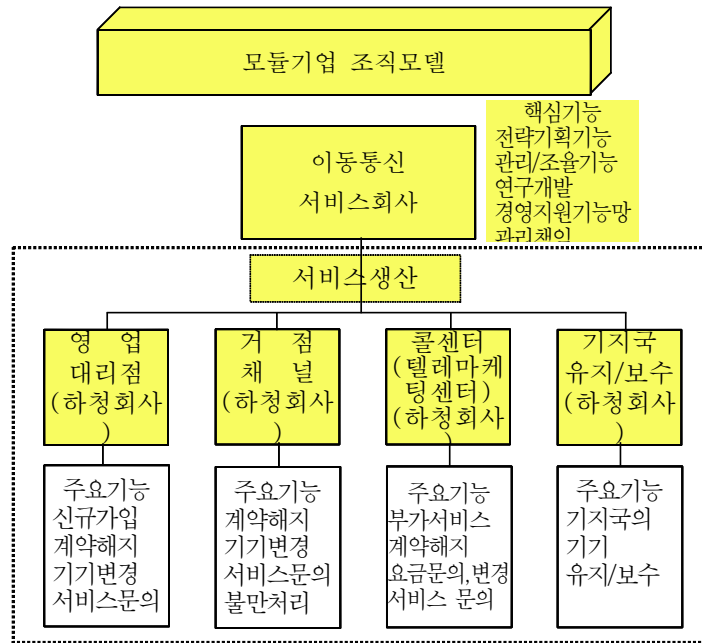 모듈기업 조직모델
핵심기능
전략기획기능
관리/조율기능
연구개발
경영지원기능망
관리책임
이동통신
서비스회사
서비스생산
영 업
대리점
(하청회사
)
거 점
채 널
(하청회사
)
콜센터
(텔레마케
팅센터)
(하청회사
)
기지국
유지/보수
(하청회사
)
주요기능
신규가입
계약해지
기기변경
서비스문의
주요기능
계약해지
기기변경
서비스문의
불만처리
주요기능
부가서비스
계약해지
요금문의,변경
서비스 문의
주요기능
기지국의
기기
유지/보수